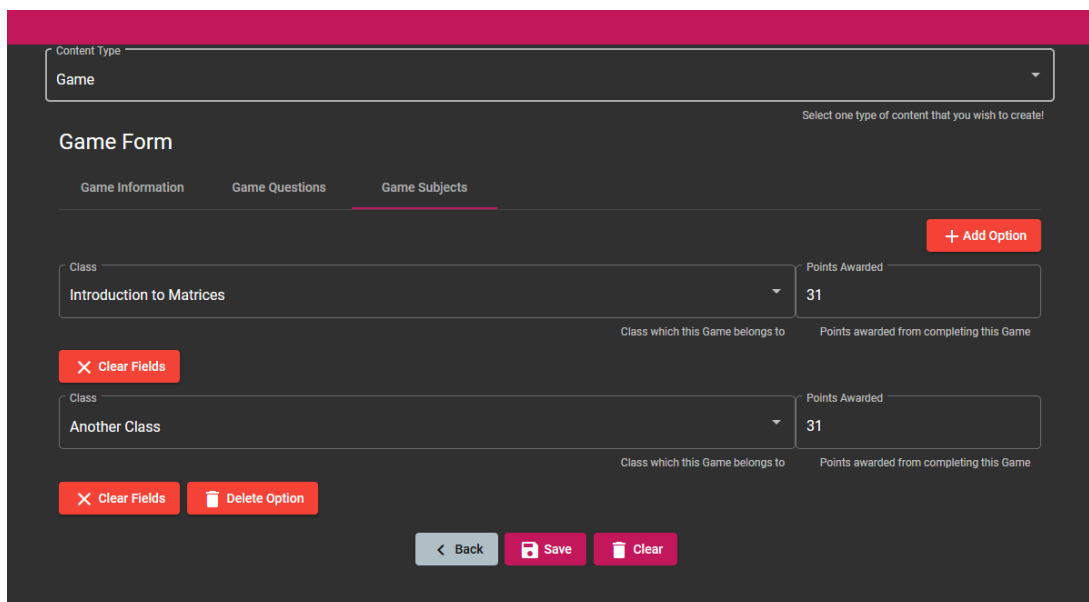 Content Type
Game
Select one type of content that you wish to create!
Game Form
Game Information Game Questions Game Subjects
Add Option
Class Points Awarded
Introduction to Matrices 31
Class which this Game belongs to Points awarded from completing this Game
Clear Fields
Class Points Awarded
Another Class 31
Class which this Game belongs to Points awarded from completing this Game
Clear Fields Delete Option
Back Save Clear